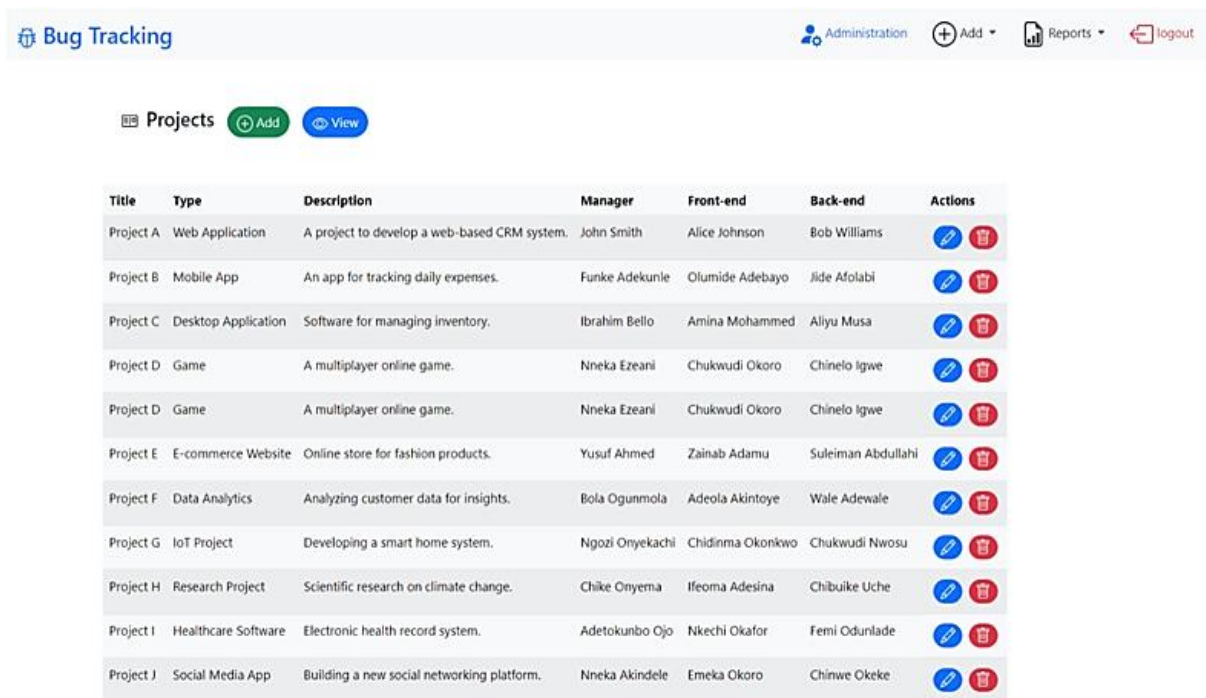 Bug Tracking Administration Add Reports logout
Projects Add View
Title Type Description Manager Front-end Back-end Actions
Project A Web Application A project to develop a web-based CRM system. John Smith Alice Johnson Bob Williams
Project B Mobile App An app for tracking daily expenses. Funke Adekunle Olumide Adebayo Jide Afolabi
Project C Desktop Application Software for managing inventory. Ibrahim Bello Amina Mohammed Aliyu Musa
Project D Game A multiplayer online game. Nneka Ezeani Chukwudi Okoro Chinelo Igwe
Project D Game A multiplayer online game. Nneka Ezeani Chukwudi Okoro Chinelo Igwe
Project E E-commerce Website Online store for fashion products. Yusuf Ahmed Zainab Adamu Suleiman Abdullahi
Project F Data Analytics Analyzing customer data for insights. Bola Ogunmola Adeola Akintoye Wale Adewale
Project G IoT Project Developing a smart home system. Ngozi Onyekachi Chidinma Okonkwo Chukwudi Nwosu
Project H Research Project Scientific research on climate change. Chike Onyema Ifeoma Adesina Chibuike Uche
Project I Healthcare Software Electronic health record system. Adetokunbo Ojo Nkechi Okafor Femi Odunlade
Project J Social Media App Building a new social networking platform. Nneka Akindele Emeka Okoro Chinwe Okeke